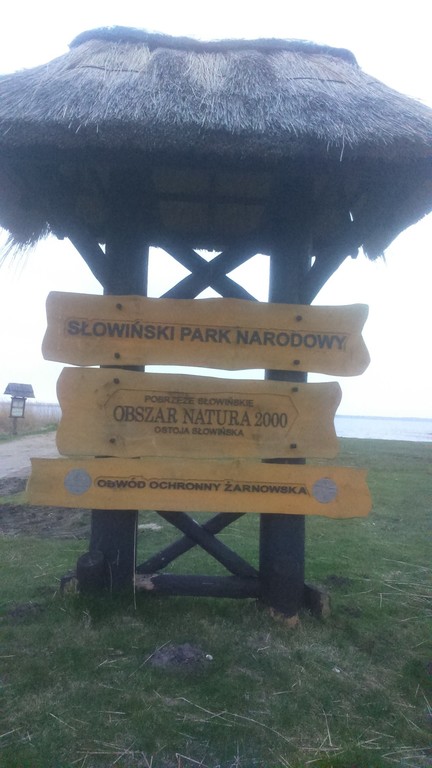 SŁOWIŃSKI PARK NARODOWY
POBRZEŻE SŁOWIŃSKIE
OBSZAR NATURA 2000
OSTOJA SŁOWIŃSKA
OBWÓD OCHRONNY ŻARNOWSKA